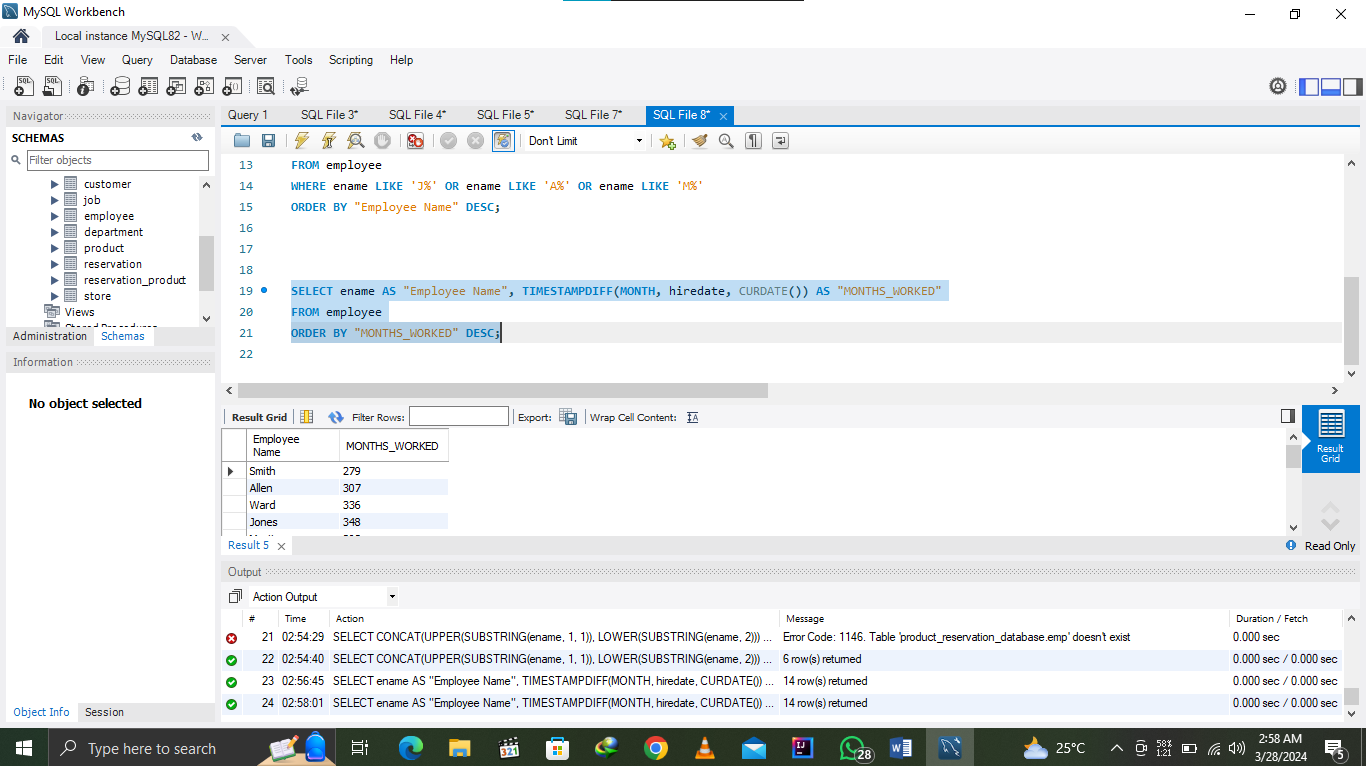 MySQL Workbench
Local instance MySQL82 - W...
File Edit View Query Database Server Tools Scripting Help
Navigator
SCHEMAS
Filter objects
customer
job
employee
department
product
reservation
reservation_product
store
Views
Administration Schemas
Information
No object selected
Object Info Session
Query 1 SQL File 3* SQL File 4* SQL File 5* SQL File 7* SQL File 8*
Don't Limit
13 FROM employee
14 WHERE ename LIKE 'J%' OR ename LIKE 'A%' OR ename LIKE 'M%'
15 ORDER BY "Employee Name" DESC;
16
17
18
19 SELECT ename AS "Employee Name", TIMESTAMPDIFF(MONTH, hiredate, CURDATE()) AS "MONTHS_WORKED"
20 FROM employee
21 ORDER BY "MONTHS_WORKED" DESC;
22
Result Grid Filter Rows: Export: Wrap Cell Content:
Employee Name MONTHS_WORKED
Smith 279
Allen 307
Ward 336
Jones 348
Result Grid
Result 5
Read Only
Output
Action Output
# Time Action Message Duration / Fetch
21 02:54:29 SELECT CONCAT(UPPER(SUBSTRING(ename, 1, 1)), LOWER(SUBSTRING(ename, 2))) ... Error Code: 1146. Table 'product_reservation_database.emp' doesn't exist 0.000 sec
22 02:54:40 SELECT CONCAT(UPPER(SUBSTRING(ename, 1, 1)), LOWER(SUBSTRING(ename, 2))) ... 6 row(s) returned 0.000 sec / 0.000 sec
23 02:56:45 SELECT ename AS "Employee Name", TIMESTAMPDIFF(MONTH, hiredate, CURDATE()) ... 14 row(s) returned 0.000 sec / 0.000 sec
24 02:58:01 SELECT ename AS "Employee Name", TIMESTAMPDIFF(MONTH, hiredate, CURDATE()) ... 14 row(s) returned 0.000 sec / 0.000 sec
Type here to search
28
25°C
58%
1:21
2:58 AM
3/28/2024
5